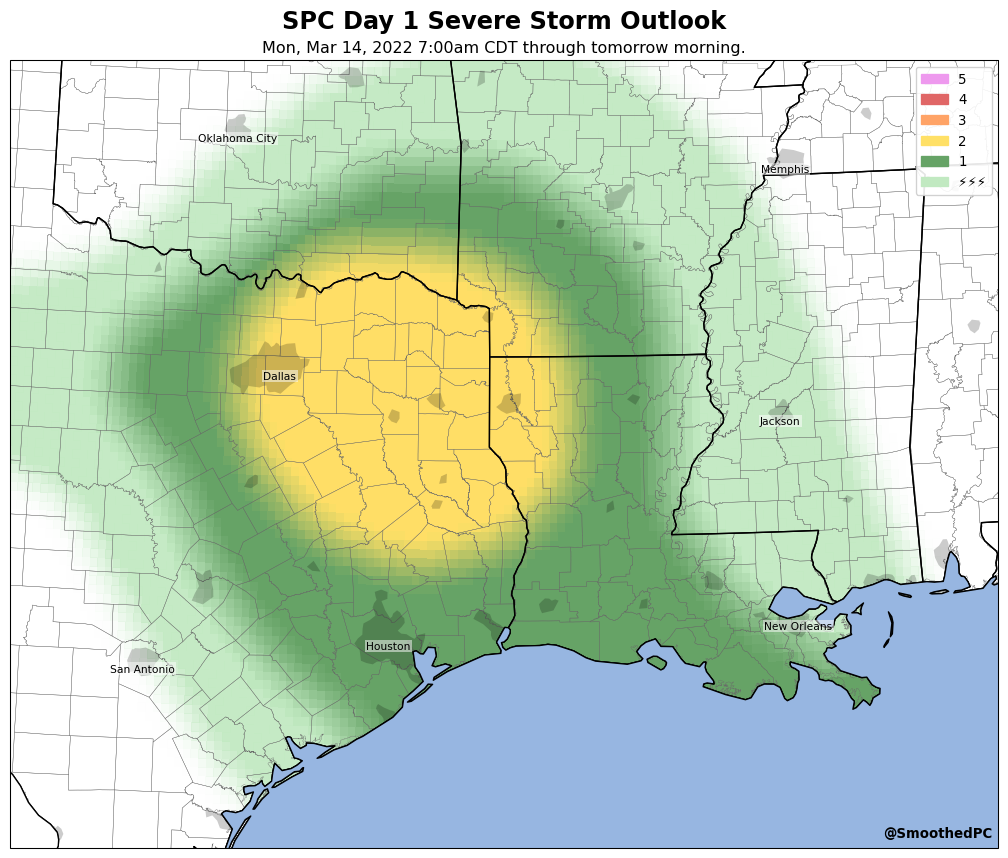 SPC Day 1 Severe Storm Outlook
Mon, Mar 14, 2022 7:00am CDT through tomorrow morning.
5
4
3
2
1
⚡⚡⚡
Oklahoma City
Memphis
Dallas
Jackson
New Orleans
Houston
San Antonio
@SmoothedPC